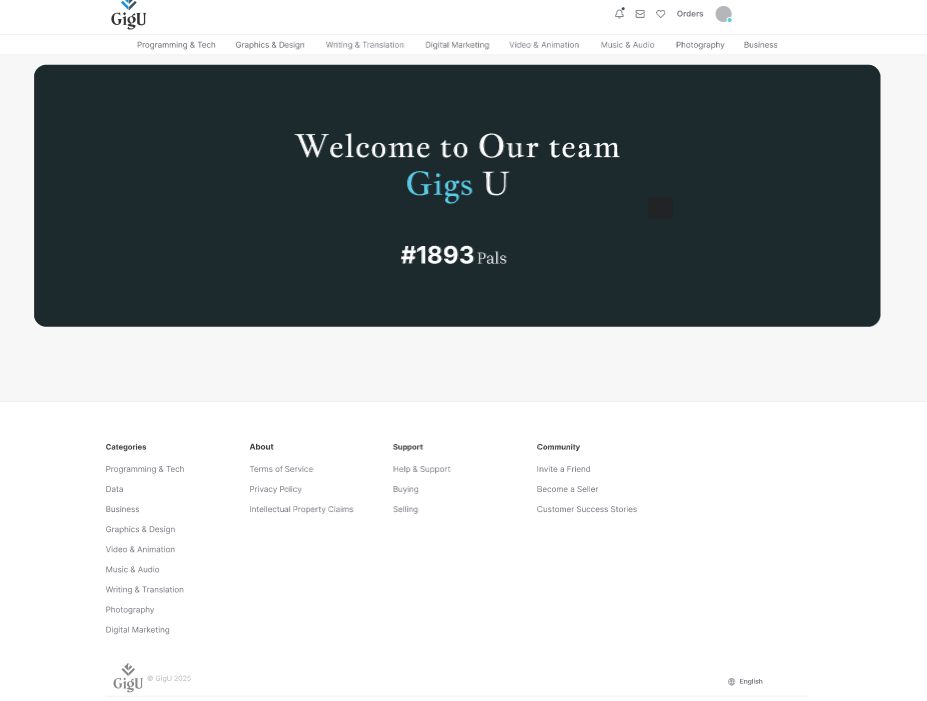 GigU
Orders
Programming & Tech
Graphics & Design
Writing & Translation
Digital Marketing
Video & Animation
Music & Audio
Photography
Business
Welcome to Our team
Gigs U
#1893 Pals
Categories
Programming & Tech
Data
Business
Graphics & Design
Video & Animation
Music & Audio
Writing & Translation
Photography
Digital Marketing
About
Terms of Service
Privacy Policy
Intellectual Property Claims
Support
Help & Support
Buying
Selling
Community
Invite a Friend
Become a Seller
Customer Success Stories
GigU © GigU 2025
English